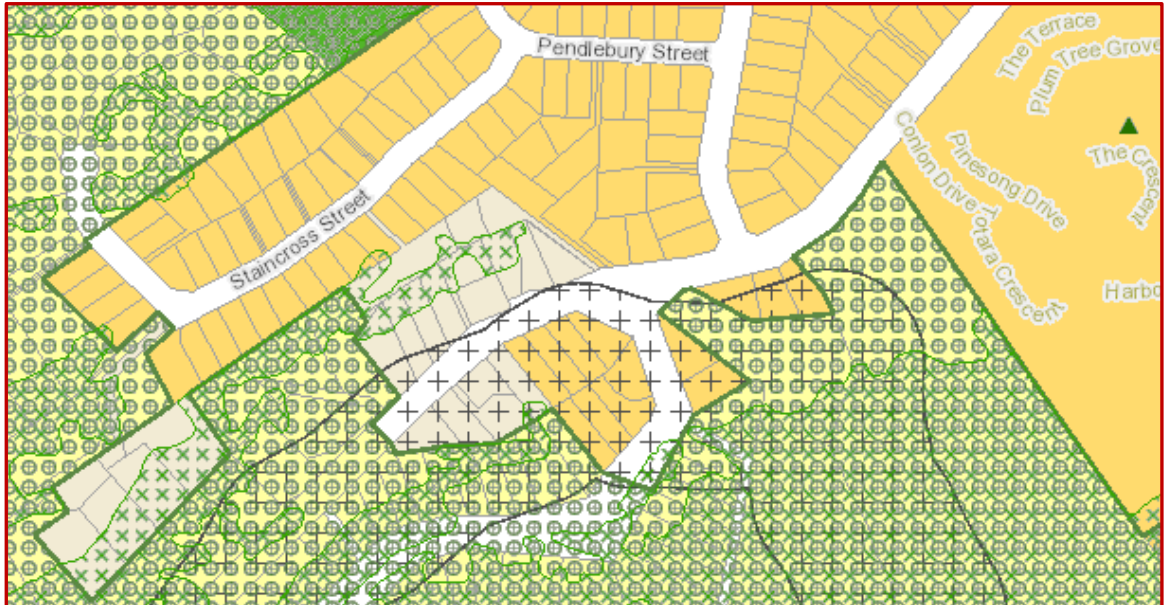 Pendlebury Street
The Terrace
Plum Tree Grove
Conlon Drive
Pinesong Drive
The Crescent
Totara Crescent
Staincross Street
Harbo